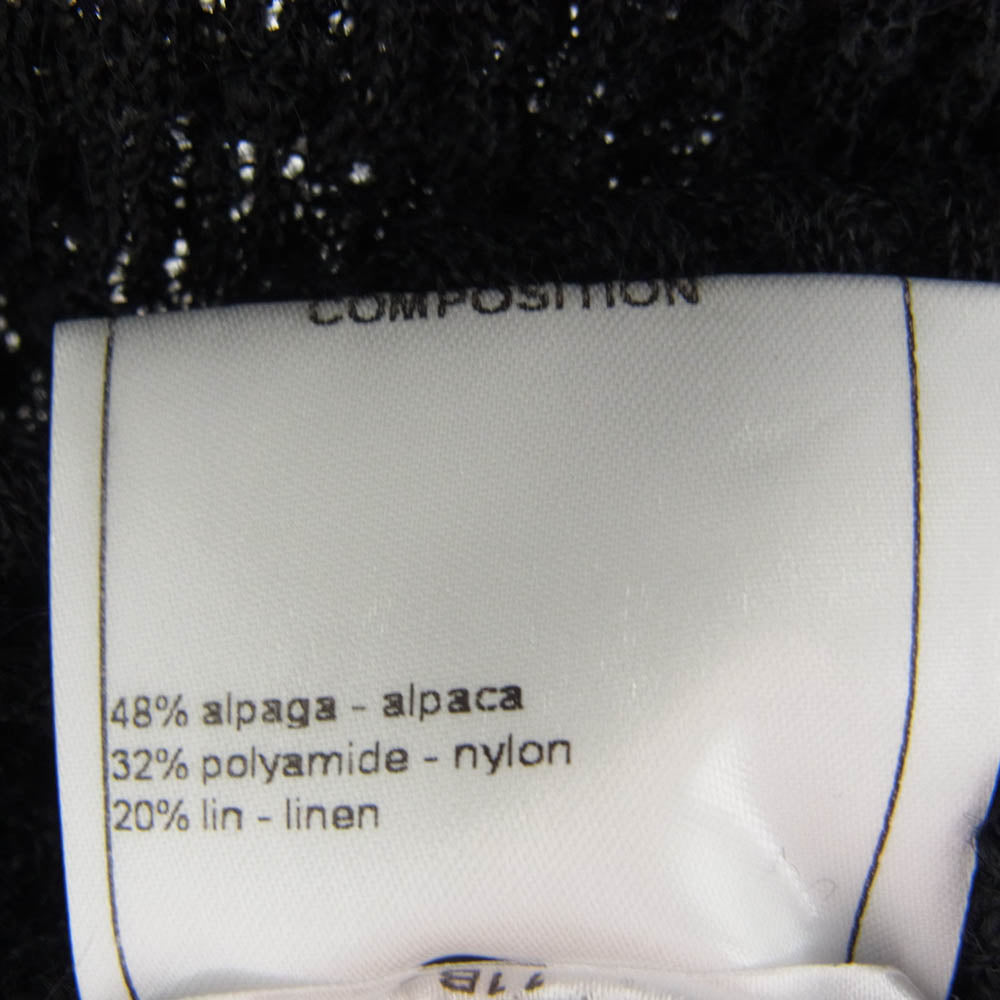 COMPOSITION
48% alpaga - alpaca
32% polyamide - nylon
20% lin - linen